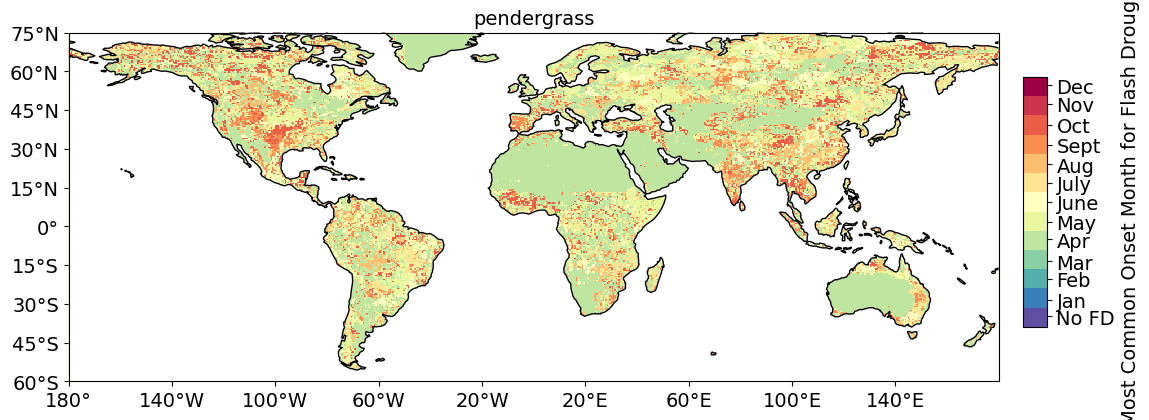 pendergrass
75°N
60°N
45°N
30°N
15°N
0°
15°S
30°S
45°S
60°S
180°
140°W
100°W
60°W
20°W
20°E
60°E
100°E
140°E
Dec
Nov
Oct
Sept
Aug
July
June
May
Apr
Mar
Feb
Jan
No FD
Most Common Onset Month for Flash Droug